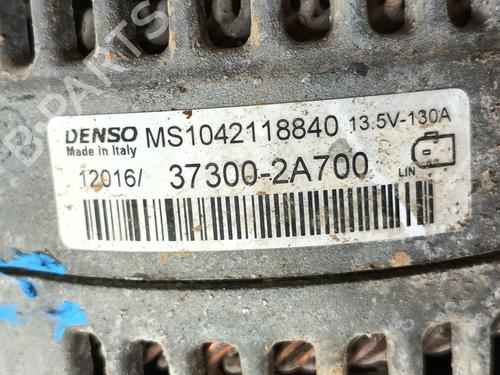 B-PARTS
DENSO MS1042118840 13.5V-130A
Made in Italy
12016/ 37300-2A700
LIN